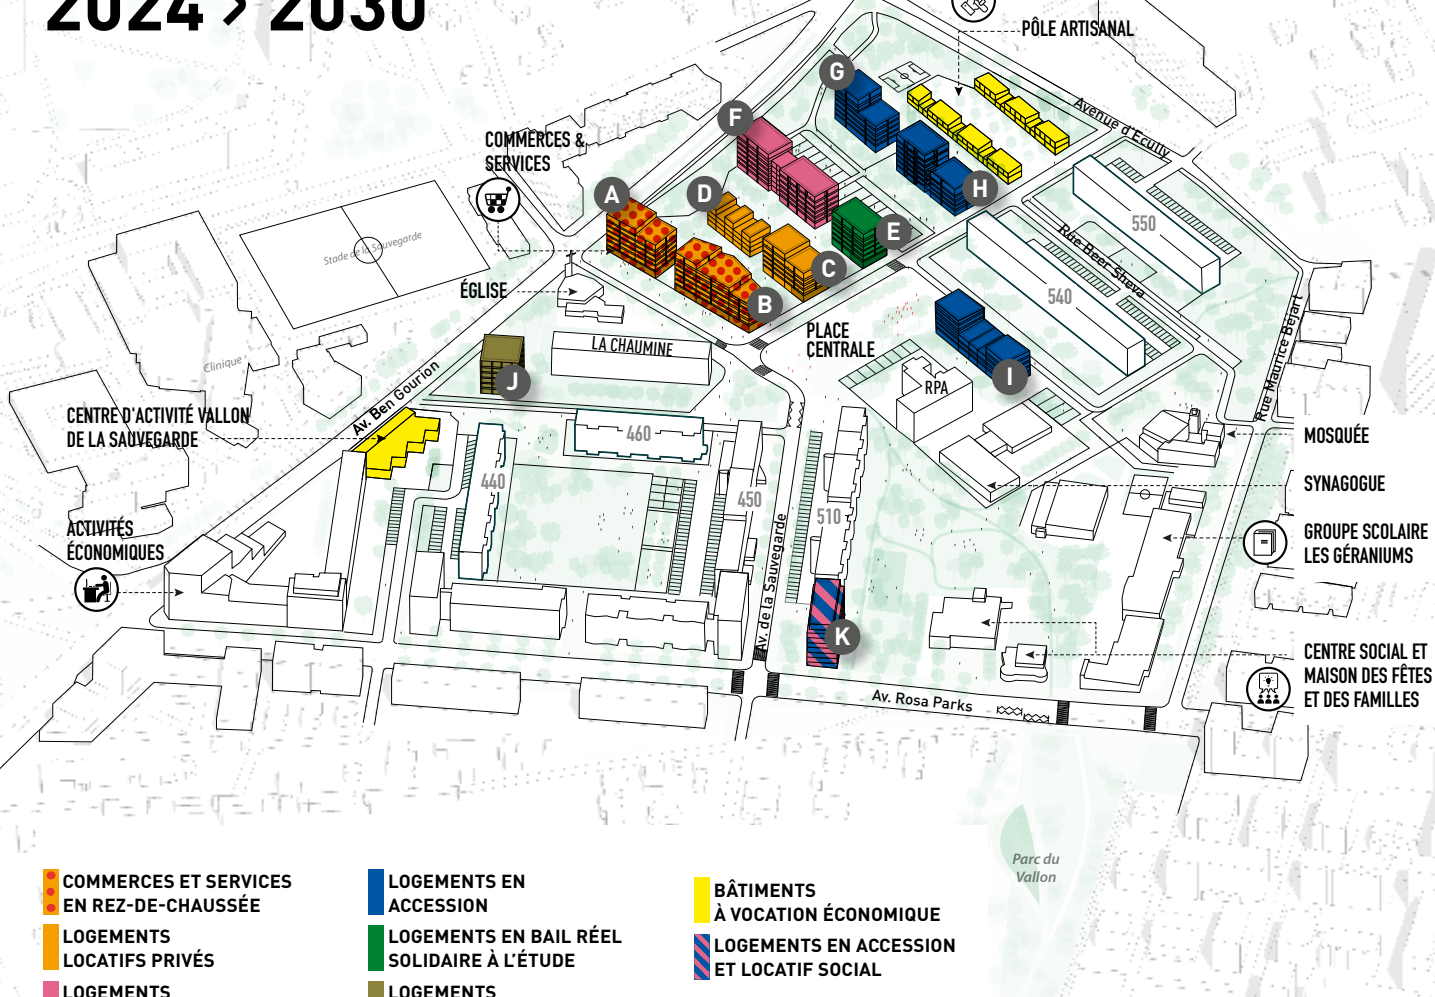 2024 > 2030
PÔLE ARTISANAL
G
Avenue d'Ecully
F
COMMERCES &
SERVICES
A
D
H
E
550
Rue Beer Sheva
Stade de la Sauvegarde
C
540
ÉGLISE
B
Rue Maurice Béjart
PLACE
CENTRALE
LA CHAUMINE
Clinique
J
I
RPA
Av. Ben Gourion
CENTRE D'ACTIVITÉ VALLON
DE LA SAUVEGARDE
460
MOSQUÉE
440
450
SYNAGOGUE
510
ACTIVITÉS
ÉCONOMIQUES
GROUPE SCOLAIRE
LES GÉRANIUMS
Av. de la Sauvegarde
K
CENTRE SOCIAL ET
MAISON DES FÊTES
ET DES FAMILLES
Av. Rosa Parks
Parc du
Vallon
COMMERCES ET SERVICES
EN REZ-DE-CHAUSSÉE
LOGEMENTS
LOCATIFS PRIVÉS
LOGEMENTS
LOGEMENTS EN
ACCESSION
LOGEMENTS EN BAIL RÉEL
SOLIDAIRE À L'ÉTUDE
LOGEMENTS
BÂTIMENTS
À VOCATION ÉCONOMIQUE
LOGEMENTS EN ACCESSION
ET LOCATIF SOCIAL